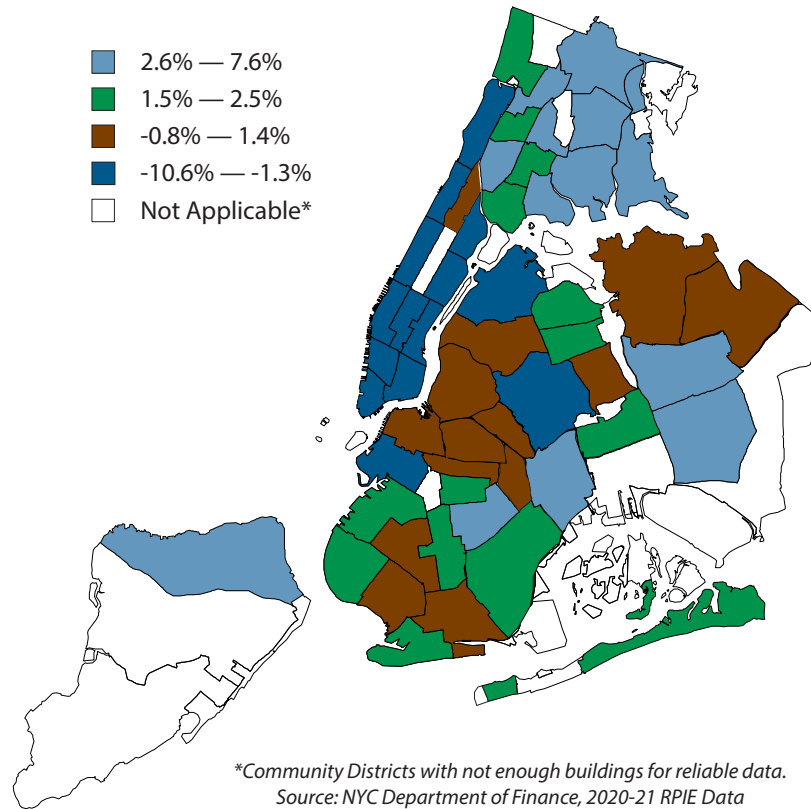 2.6% — 7.6%
1.5% — 2.5%
-0.8% — 1.4%
-10.6% — -1.3%
Not Applicable*
*Community Districts with not enough buildings for reliable data.
Source: NYC Department of Finance, 2020-21 RPIE Data